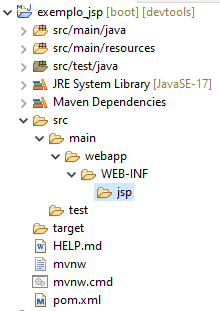 exemplo_jsp [boot] [devtools]
src/main/java
src/main/resources
src/test/java
JRE System Library [JavaSE-17]
Maven Dependencies
src
main
webapp
WEB-INF
jsp
test
target
HELP.md
mvnw
mvnw.cmd
pom.xml